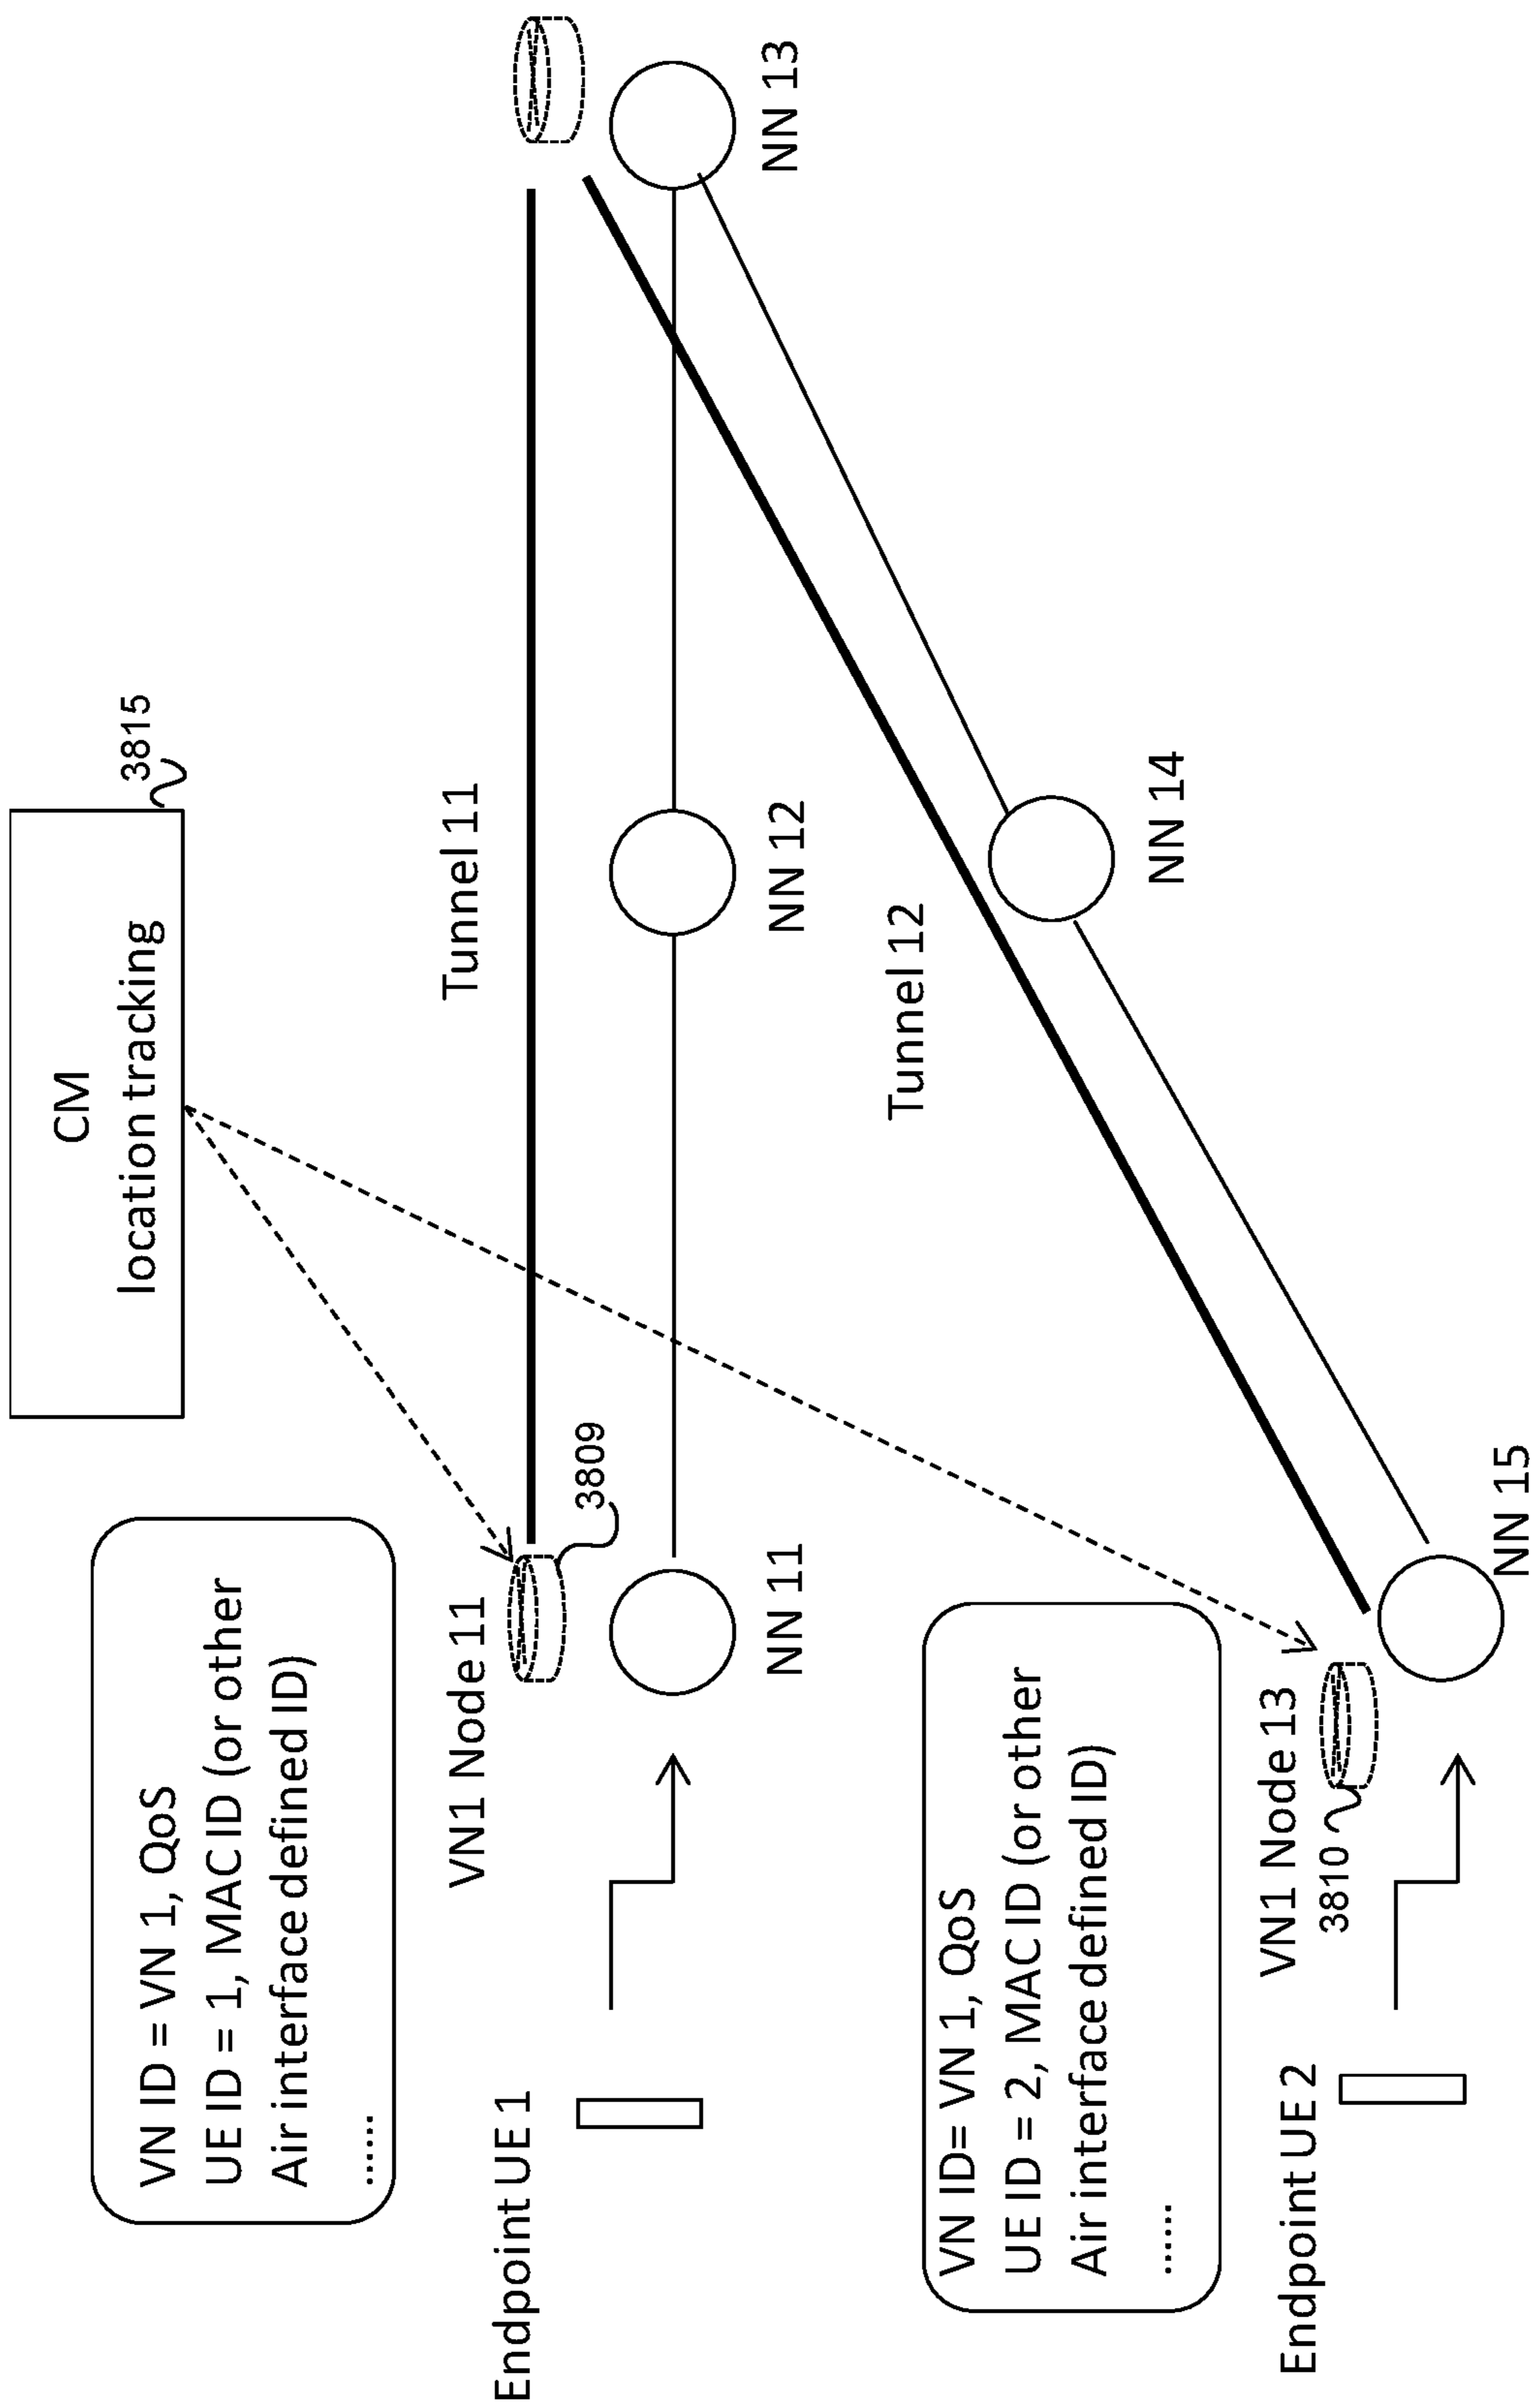 CM
location tracking
3815
VN ID = VN 1, QoS
UE ID = 1, MAC ID (or other
Air interface defined ID)
......
Endpoint UE 1
VN1 Node 11
3809
NN 11
Tunnel 11
NN 12
NN 13
VN ID= VN 1, QoS
UE ID = 2, MAC ID (or other
Air interface defined ID)
......
Tunnel 12
NN 14
Endpoint UE 2
VN1 Node 13
3810
NN 15